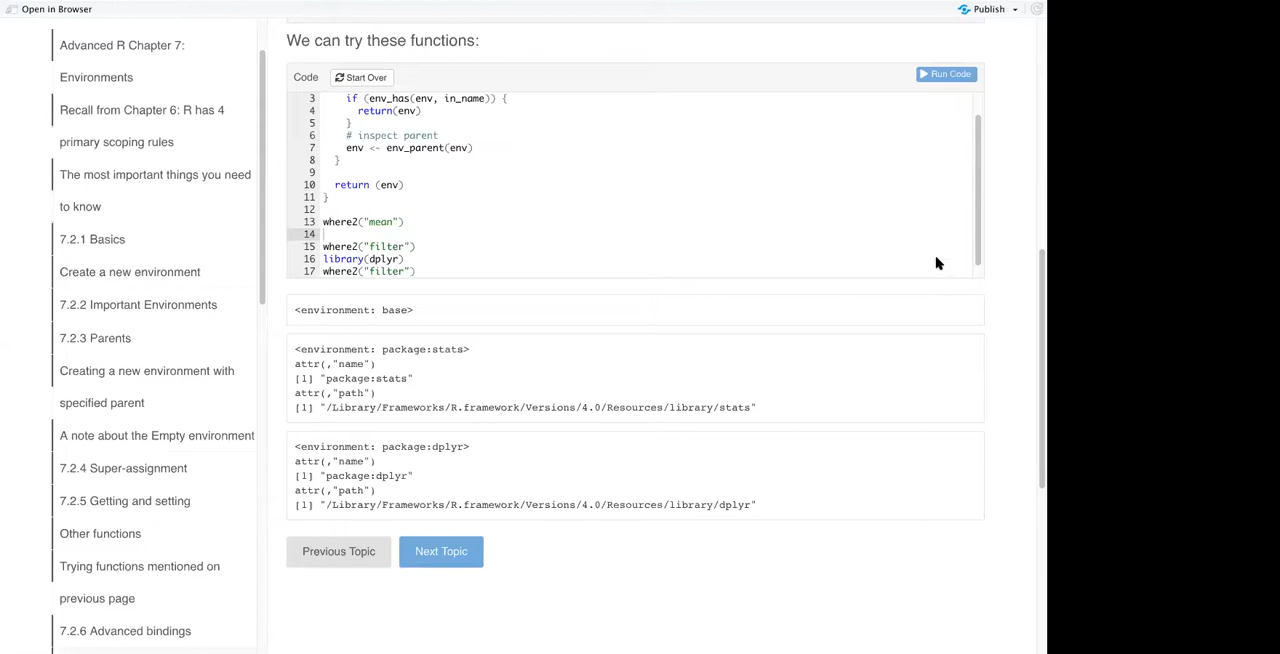 Open in Browser
Publish
Advanced R Chapter 7:
Environments
Recall from Chapter 6: R has 4
primary scoping rules
The most important things you need
to know
7.2.1 Basics
Create a new environment
7.2.2 Important Environments
7.2.3 Parents
Creating a new environment with
specified parent
A note about the Empty environment
7.2.4 Super-assignment
7.2.5 Getting and setting
Other functions
Trying functions mentioned on
previous page
7.2.6 Advanced bindings
We can try these functions:
Code
Start Over
Run Code
3 if (env_has(env, in_name)) {
4 return(env)
5 }
6 # inspect parent
7 env <- env_parent(env)
8 }
9
10 return (env)
11 }
12
13 where2("mean")
14
15 where2("filter")
16 library(dplyr)
17 where2("filter")
<environment: base>
<environment: package:stats>
attr(,"name")
[1] "package:stats"
attr(,"path")
[1] "/Library/Frameworks/R.framework/Versions/4.0/Resources/library/stats"
<environment: package:dplyr>
attr(,"name")
[1] "package:dplyr"
attr(,"path")
[1] "/Library/Frameworks/R.framework/Versions/4.0/Resources/library/dplyr"
Previous Topic
Next Topic